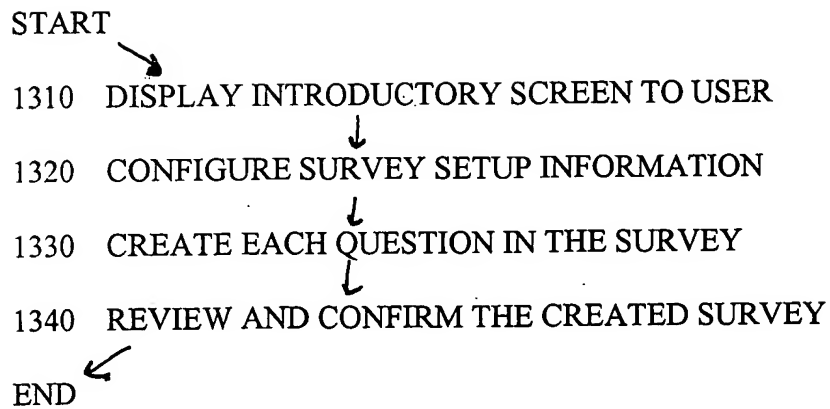 START
1310 DISPLAY INTRODUCTORY SCREEN TO USER
1320 CONFIGURE SURVEY SETUP INFORMATION
1330 CREATE EACH QUESTION IN THE SURVEY
1340 REVIEW AND CONFIRM THE CREATED SURVEY
END